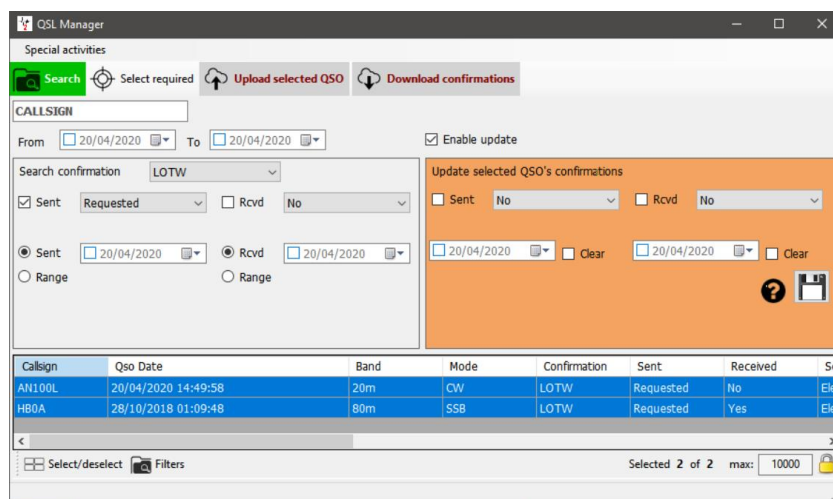 QSL Manager
Special activities
Search Select required Upload selected QSO Download confirmations
CALLSIGN
From 20/04/2020 To 20/04/2020 Enable update
Search confirmation LOTW
Sent Requested Rcvd No
Sent 20/04/2020 Rcvd 20/04/2020
Range Range
Update selected QSO's confirmations
Sent No Rcvd No
20/04/2020 Clear 20/04/2020 Clear
Callsign Qso Date Band Mode Confirmation Sent Received
AN100L 20/04/2020 14:49:58 20m CW LOTW Requested No Ele
HB0A 28/10/2018 01:09:48 80m SSB LOTW Requested Yes Ele
Select/deselect Filters Selected 2 of 2 max: 10000